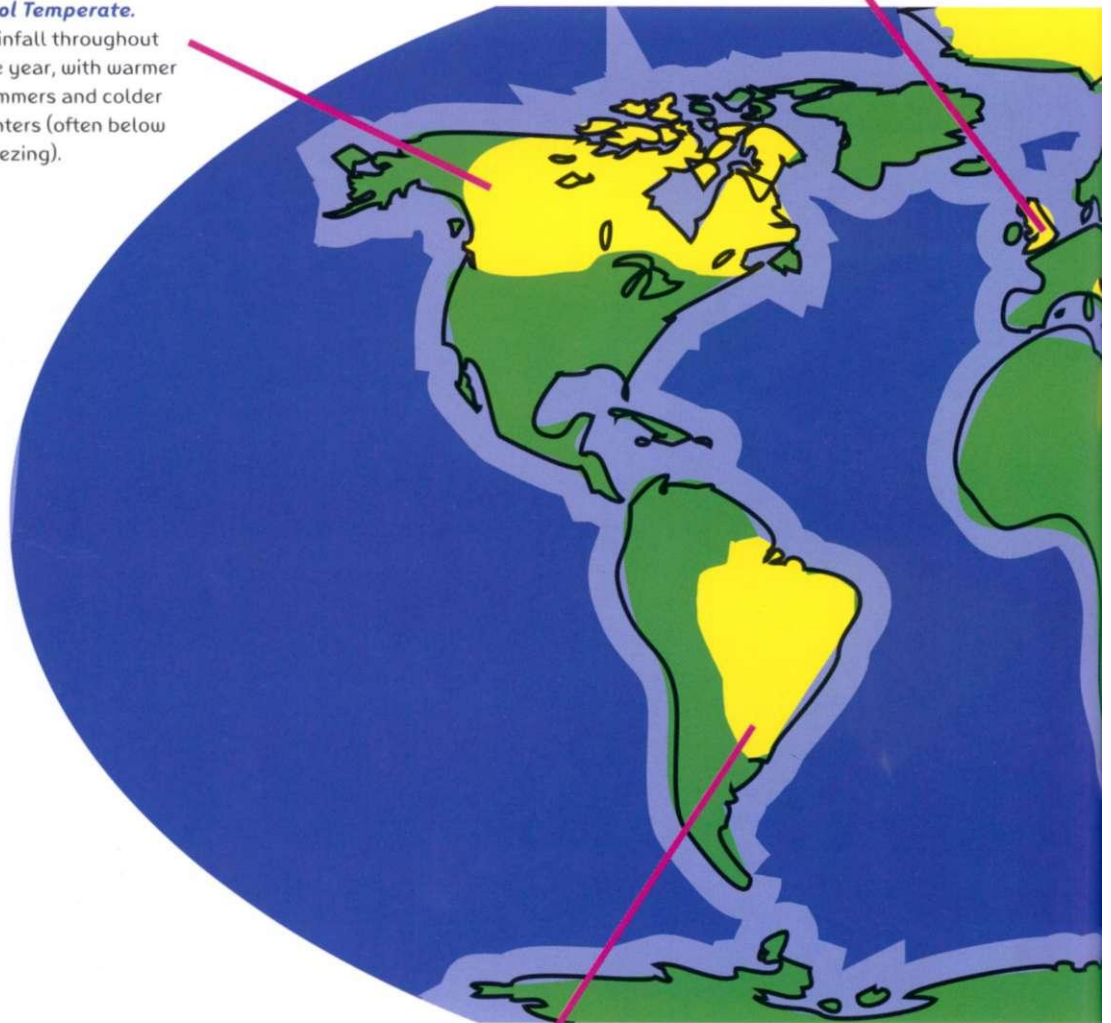 ol Temperate.
infall throughout
e year, with warmer
mmers and colder
nters (often below
ezing).